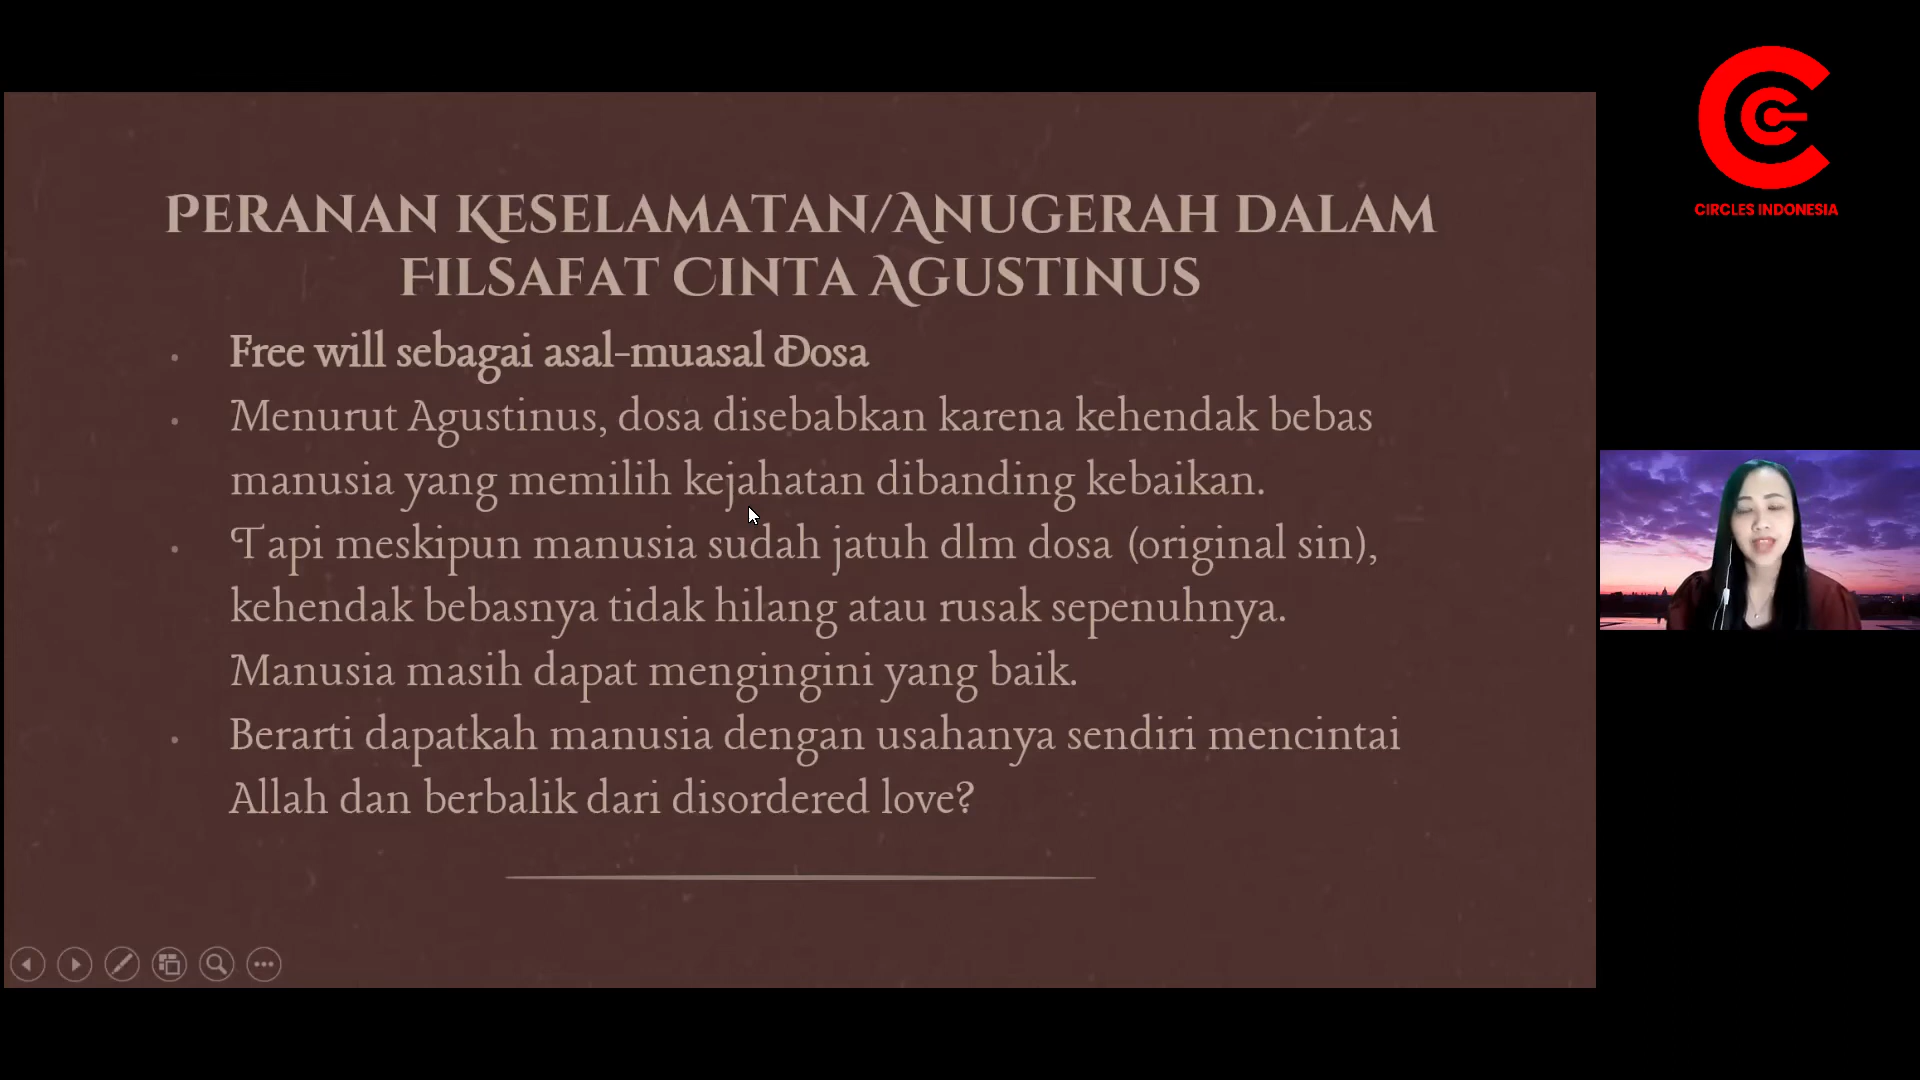 Peranan Keselamatan/Anugerah dalam
Filsafat Cinta Agustinus
• Free will sebagai asal-muasal Dosa
• Menurut Agustinus, dosa disebabkan karena kehendak bebas
manusia yang memilih kejahatan dibanding kebaikan.
• Tapi meskipun manusia sudah jatuh dlm dosa (original sin),
kehendak bebasnya tidak hilang atau rusak sepenuhnya.
Manusia masih dapat mengingini yang baik.
• Berarti dapatkah manusia dengan usahanya sendiri mencintai
Allah dan berbalik dari disordered love?
CIRCLES INDONESIA